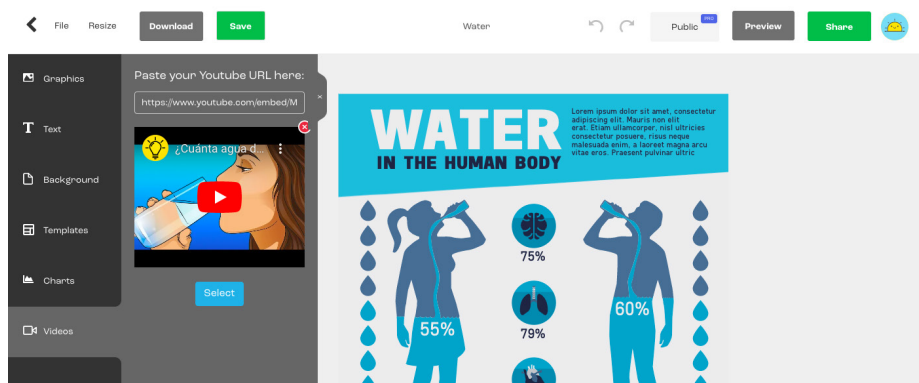 File
Resize
Download
Save
Water
Public
PRO
Preview
Share
Graphics
Text
Background
Templates
Charts
Videos
Paste your Youtube URL here:
https://www.youtube.com/embed/M
×
¿Cuánta agua d...
Select
WATER
IN THE HUMAN BODY
Lorem ipsum dolor sit amet, consectetur
adipiscing elit. Mauris non elit
erat. Etiam ullamcorper, nisl ultricies
consectetur posuere, risus neque
malesuada enim, a laoreet magna arcu
vitae eros. Praesent pulvinar ultric
75%
55%
60%
79%